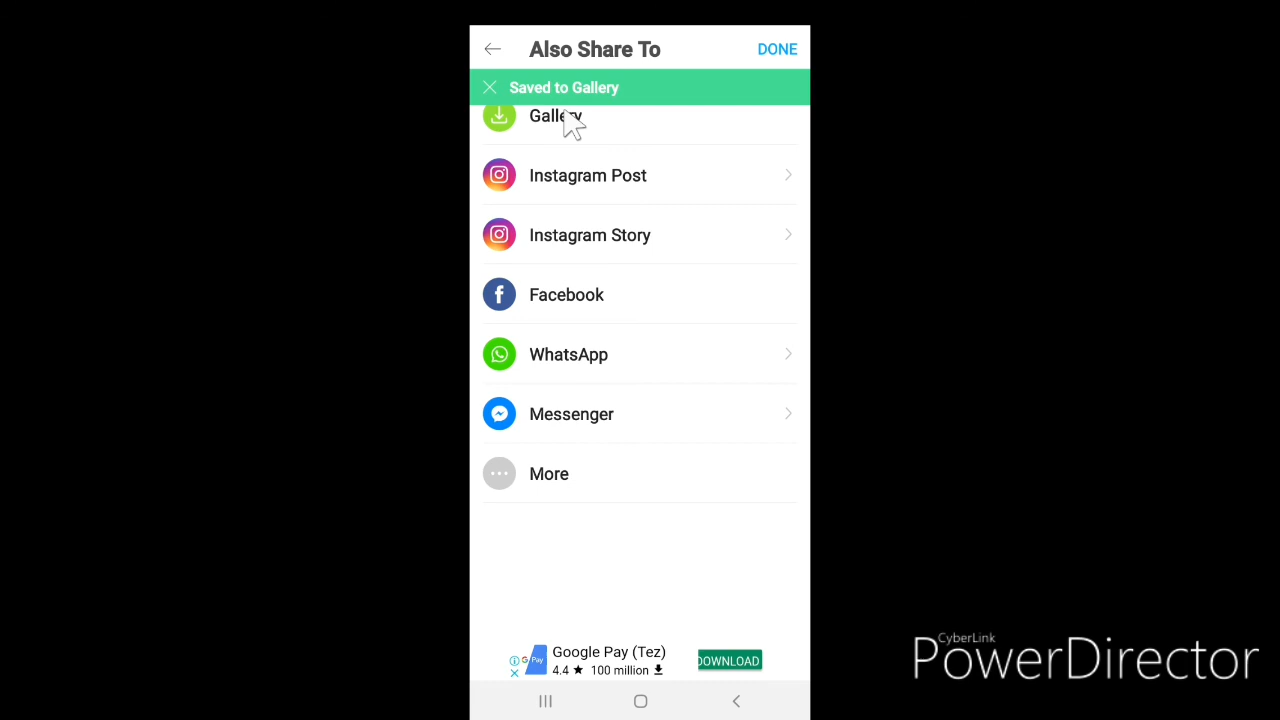 Also Share To
DONE
Saved to Gallery
Gallery
Instagram Post
Instagram Story
Facebook
WhatsApp
Messenger
More
Google Pay (Tez)
4.4 ★ 100 million
G Pay
DOWNLOAD
CyberLink
PowerDirector